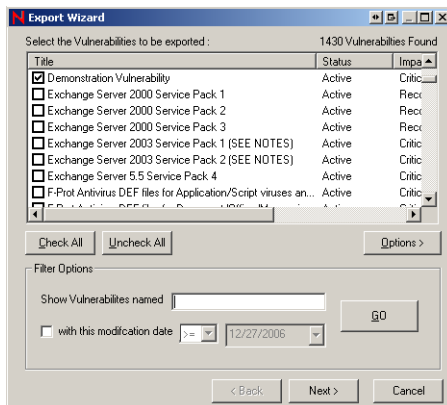 Export Wizard
Select the Vulnerabilities to be exported : 1430 Vulnerabilties Found
Title Status Impa
Demonstration Vulnerability Active Critic
Exchange Server 2000 Service Pack 1 Active Reco
Exchange Server 2000 Service Pack 2 Active Reco
Exchange Server 2000 Service Pack 3 Active Reco
Exchange Server 2003 Service Pack 1 (SEE NOTES) Active Critic
Exchange Server 2003 Service Pack 2 (SEE NOTES) Active Critic
Exchange Server 5.5 Service Pack 4 Active Critic
F-Prot Antivirus DEF files for Application/Script viruses an... Active Critic
Check All Uncheck All Options >
Filter Options
Show Vulnerabilites named
GO
with this modifcation date >= 12/27/2006
< Back Next > Cancel